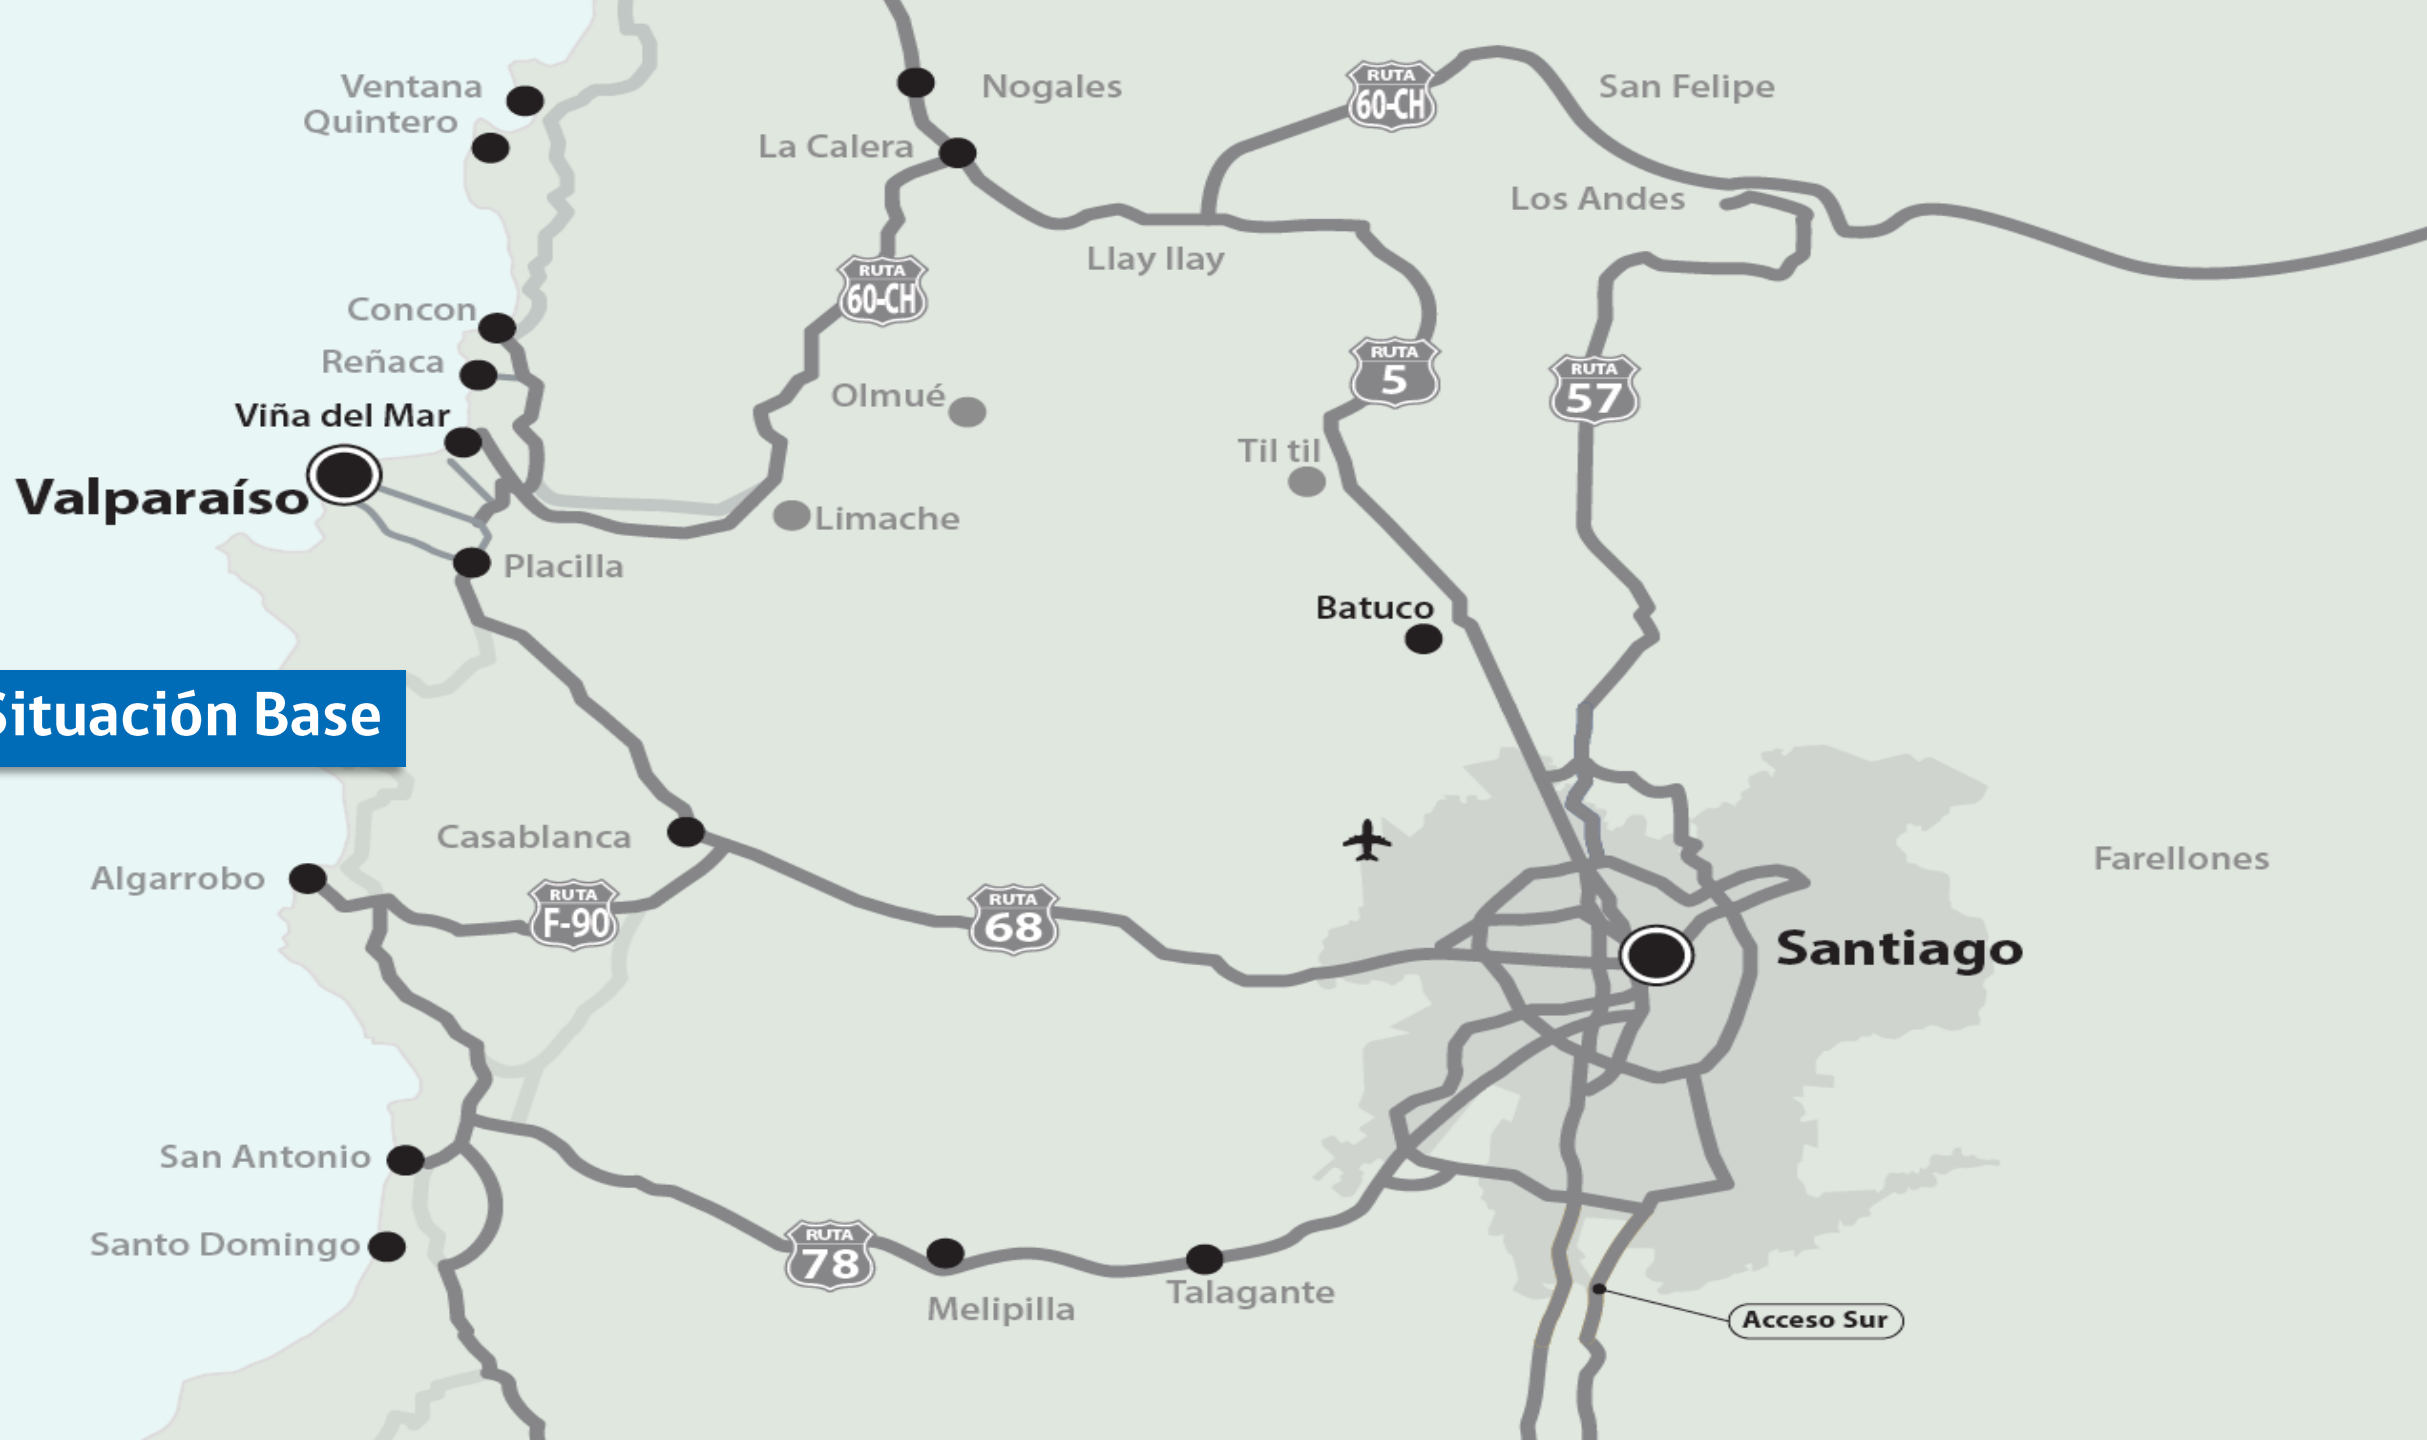 Ventana
Quintero
Nogales
RUTA
60-CH
San Felipe
La Calera
Los Andes
Llay llay
RUTA
60-CH
Concon
Reñaca
Olmué
RUTA
5
RUTA
57
Viña del Mar
Til til
Valparaíso
Limache
Placilla
Batuco
Situación Base
Casablanca
Algarrobo
RUTA
F-90
RUTA
68
Farellones
Santiago
San Antonio
Santo Domingo
RUTA
78
Melipilla
Talagante
Acceso Sur